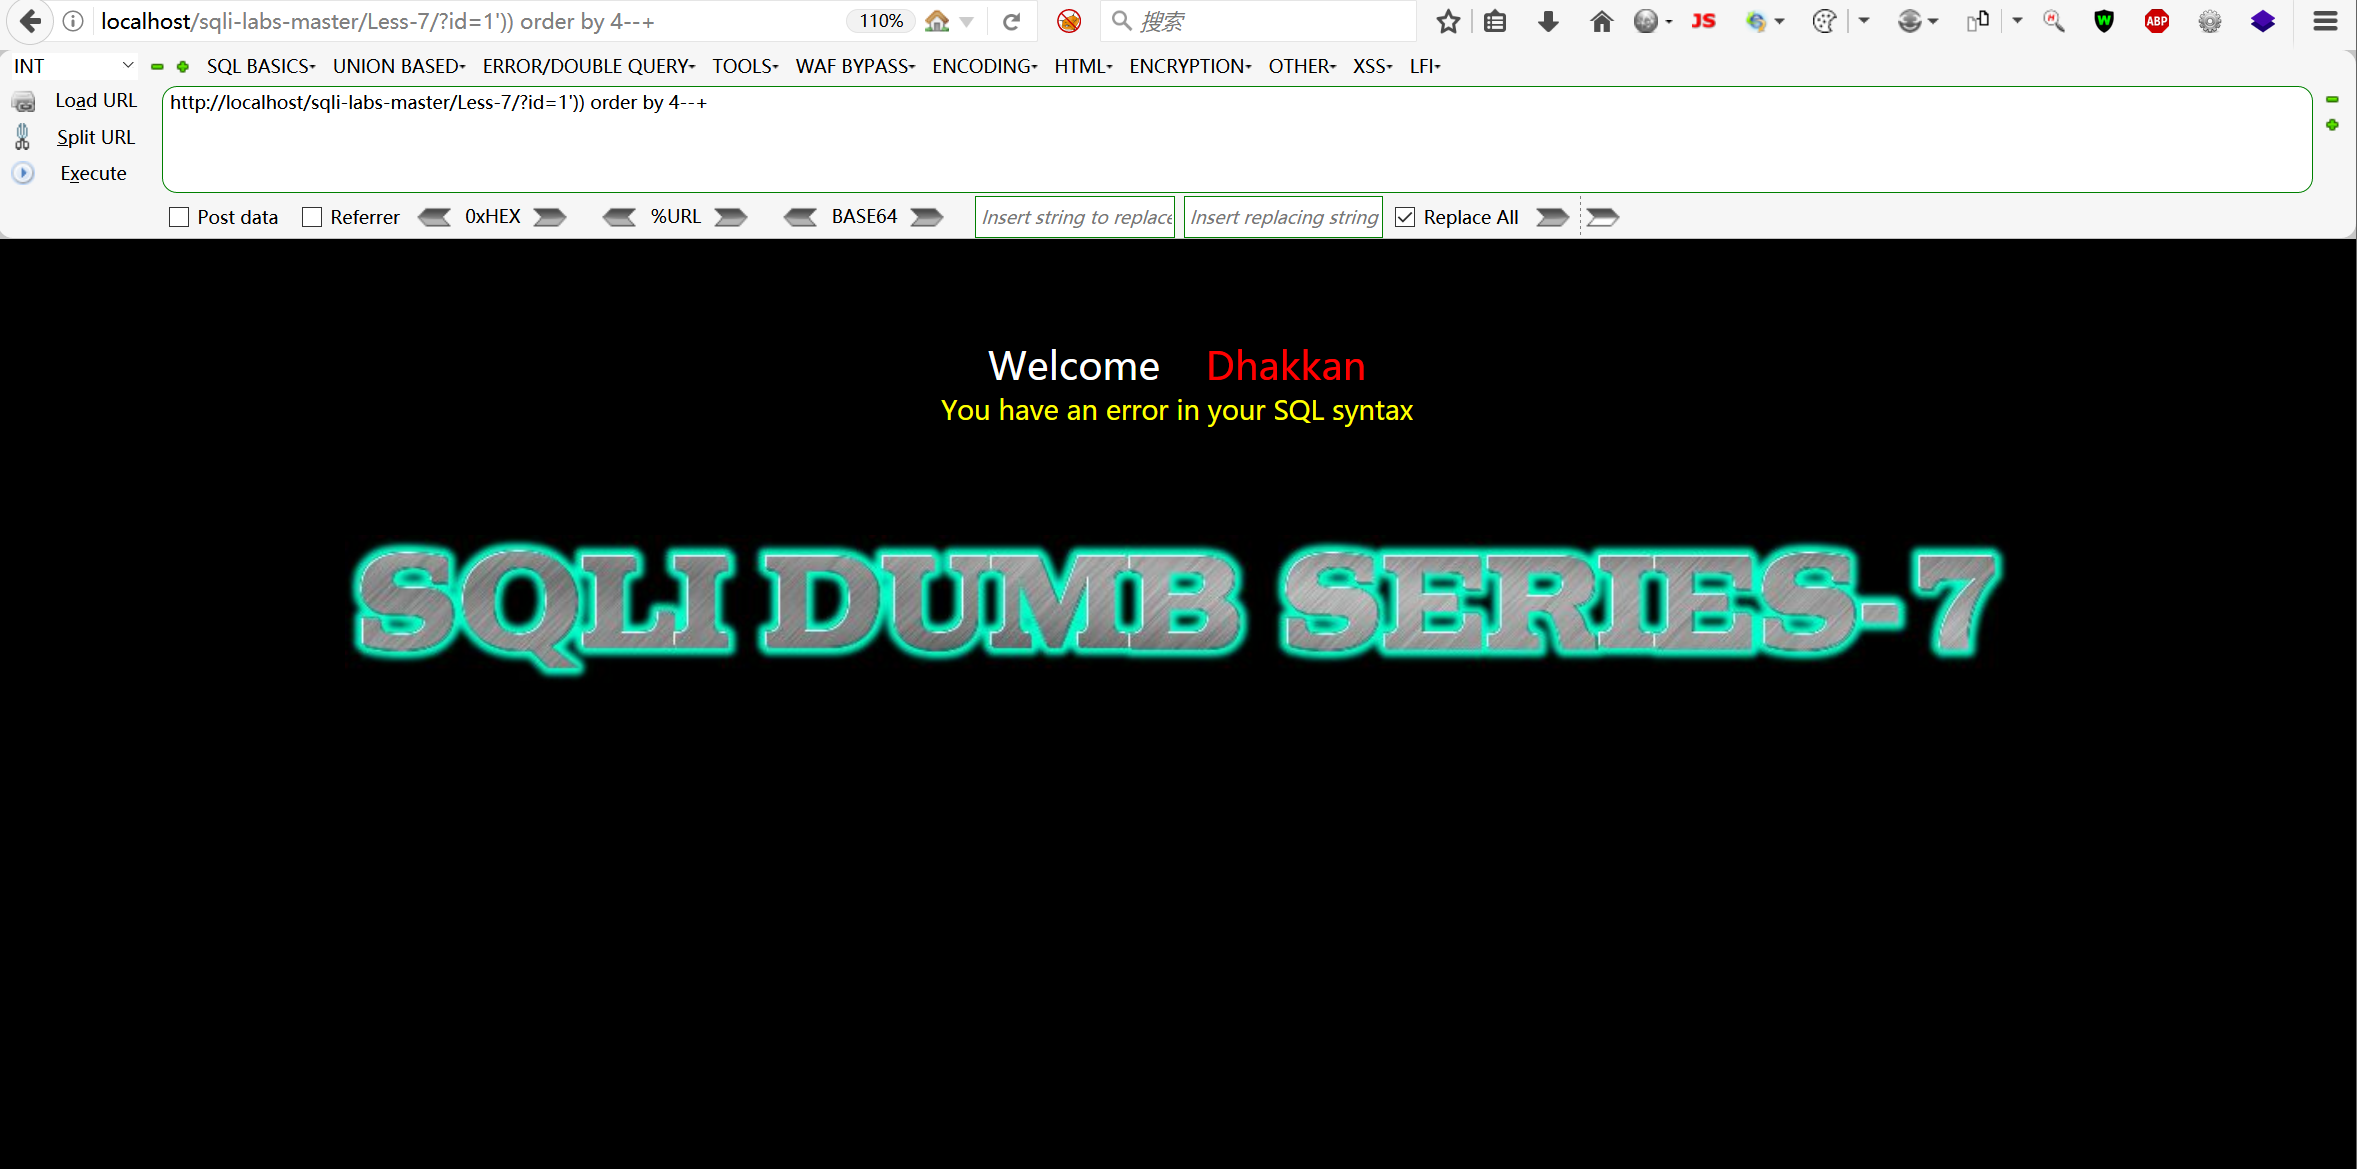 localhost/sqli-labs-master/Less-7/?id=1')) order by 4--+ 110% 搜索 JS W ABP
INT SQL BASICS UNION BASED ERROR/DOUBLE QUERY TOOLS WAF BYPASS ENCODING HTML ENCRYPTION OTHER XSS LFI
Load URL http://localhost/sqli-labs-master/Less-7/?id=1')) order by 4--+
Split URL
Execute
Post data Referrer 0xHEX %URL BASE64 Insert string to replace Insert replacing string Replace All
Welcome Dhakkan
You have an error in your SQL syntax
SQLI DUMB SERIES-7